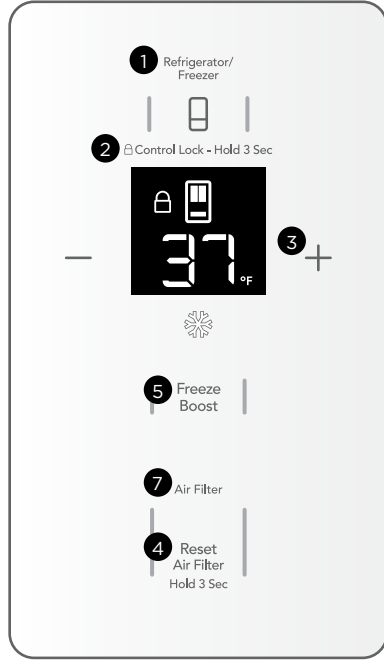 1 Refrigerator/
Freezer
2 Control Lock - Hold 3 Sec
37 °F
— 3 +
5 Freeze
Boost
7 Air Filter
4 Reset
Air Filter
Hold 3 Sec